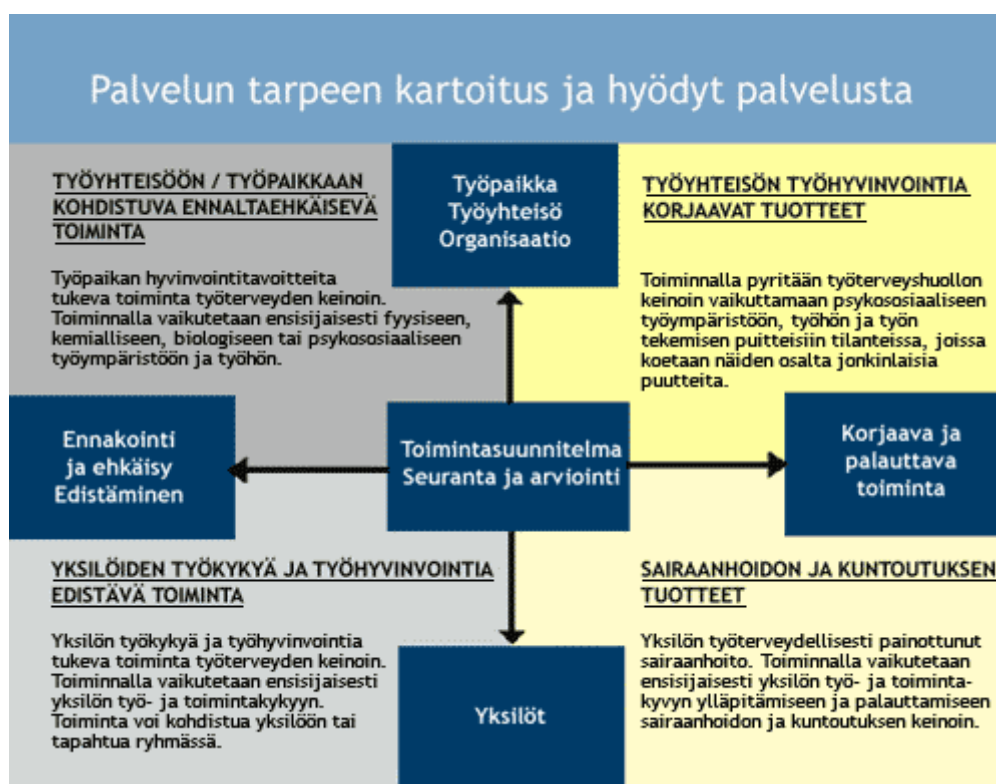 Palvelun tarpeen kartoitus ja hyödyt palvelusta
TYÖYHTEISÖÖN / TYÖPAIKKAAN
KOHDISTUVA ENNALTAEHKÄISEVÄ
TOIMINTA
Työpaikan hyvinvointitavoitteita
tukeva toiminta työterveyden keinoin.
Toiminnalla vaikutetaan ensisijaisesti fyysiseen,
kemialliseen, biologiseen tai psykososiaaliseen
työympäristöön ja työhön.
Työpaikka
Työyhteisö
Organisaatio
TYÖYHTEISÖN TYÖHYVINVOINTIA
KORJAAVAT TUOTTEET
Toiminnalla pyritään työterveyshuollon
keinoin vaikuttamaan psykososiaaliseen
työympäristöön, työhön ja työn
tekemisen puitteisiin tilanteissa, joissa
koetaan näiden osalta jonkinlaisia
puutteita.
Ennakointi
ja ehkäisy
Edistäminen
Toimintasuunnitelma
Seuranta ja arviointi
Korjaava ja
palauttava
toiminta
YKSILÖIDEN TYÖKYKYÄ JA TYÖHYVINVOINTIA
EDISTÄVÄ TOIMINTA
Yksilön työkykyä ja työhyvinvointia
tukeva toiminta työterveyden keinoin.
Toiminnalla vaikutetaan ensisijaisesti
yksilön työ- ja toimintakykyyn.
Toiminta voi kohdistua yksilöön tai
tapahtua ryhmässä.
Yksilöt
SAIRAANHOIDON JA KUNTOUTUKSEN
TUOTTEET
Yksilön työterveydellisesti painottunut
sairaanhoito. Toiminnalla vaikutetaan
ensisijaisesti yksilön työ- ja toiminta-
kyvyn ylläpitämiseen ja palauttamiseen
sairaanhoidon ja kuntoutuksen keinoin.